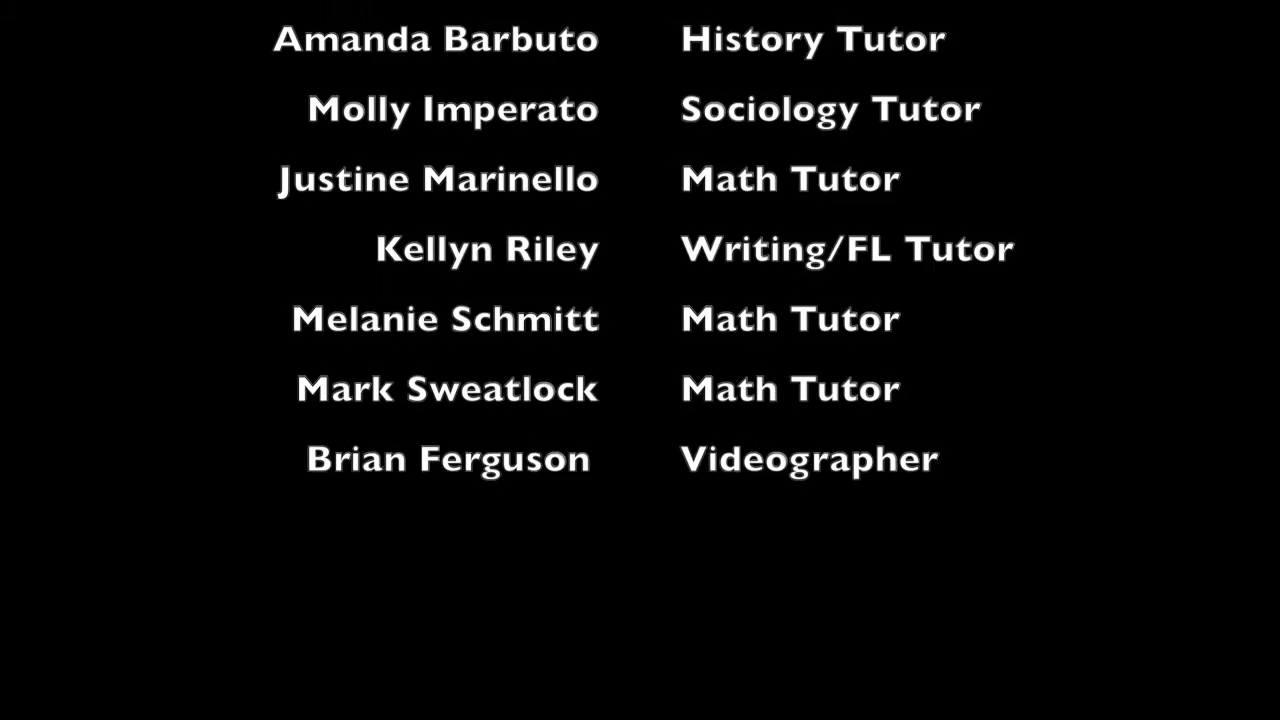 Amanda Barbuto History Tutor
Molly Imperato Sociology Tutor
Justine Marinello Math Tutor
Kellyn Riley Writing/FL Tutor
Melanie Schmitt Math Tutor
Mark Sweatlock Math Tutor
Brian Ferguson Videographer